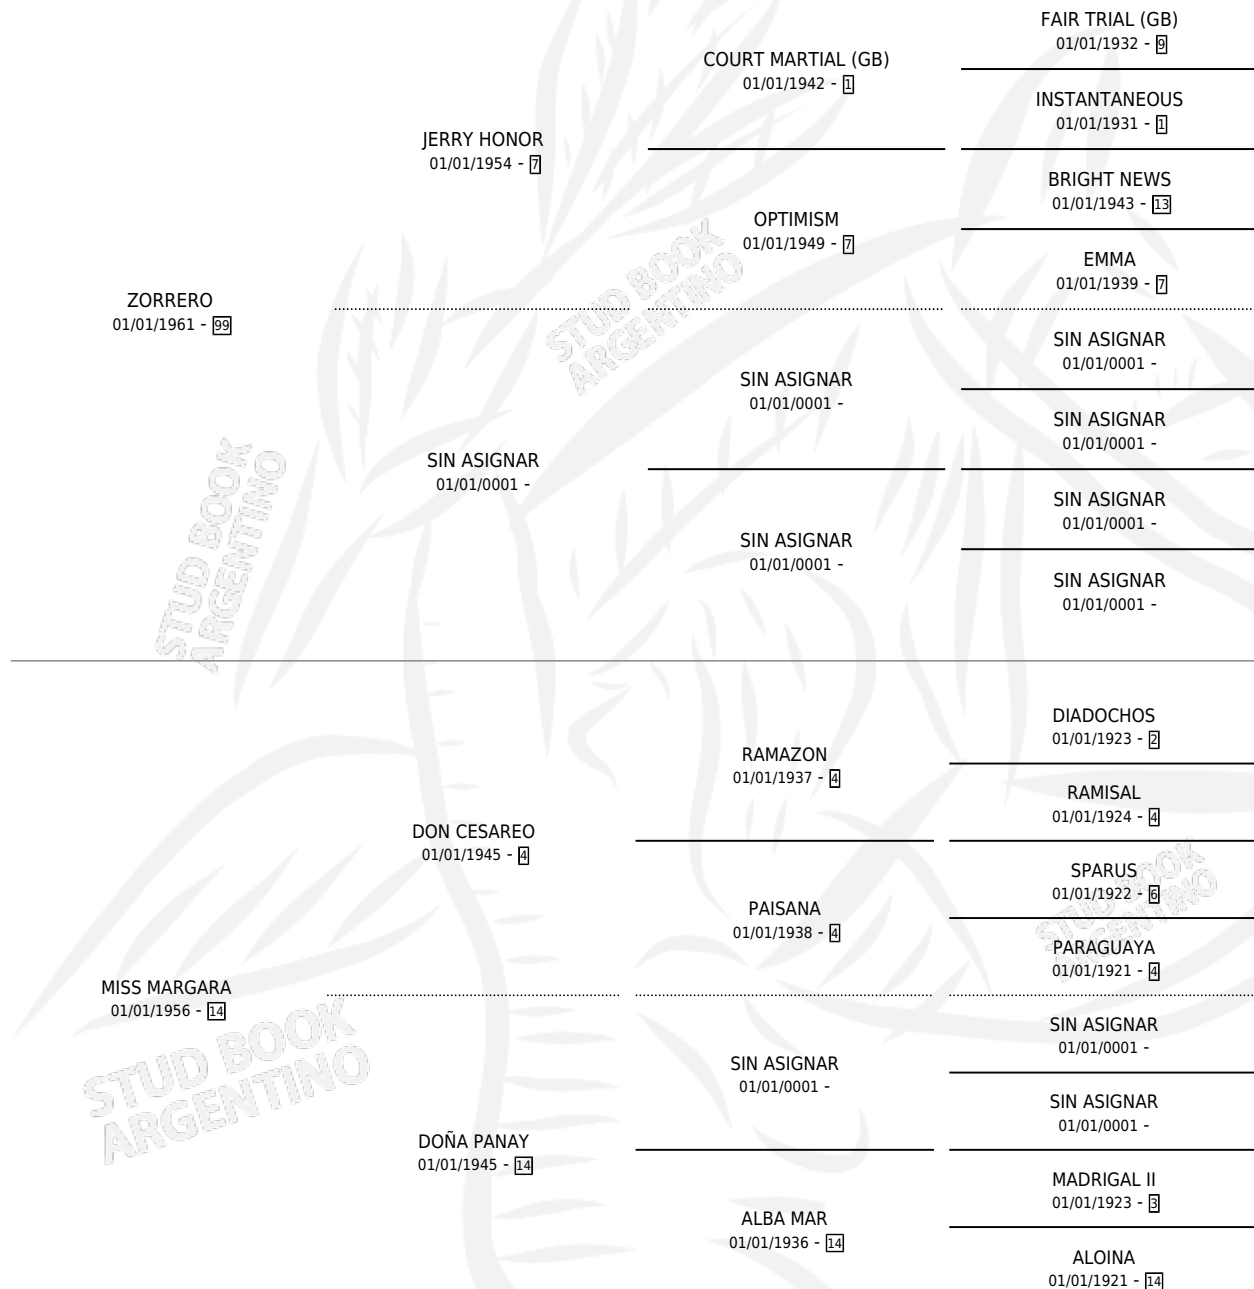 ZORRERO
01/01/1961 - 99
JERRY HONOR
01/01/1954 - 7
COURT MARTIAL (GB)
01/01/1942 - 1
FAIR TRIAL (GB)
01/01/1932 - 9
INSTANTANEOUS
01/01/1931 - 1
OPTIMISM
01/01/1949 - 7
BRIGHT NEWS
01/01/1943 - 13
EMMA
01/01/1939 - 7
SIN ASIGNAR
01/01/0001 -
SIN ASIGNAR
01/01/0001 -
SIN ASIGNAR
01/01/0001 -
SIN ASIGNAR
01/01/0001 -
SIN ASIGNAR
01/01/0001 -
SIN ASIGNAR
01/01/0001 -
SIN ASIGNAR
01/01/0001 -
MISS MARGARA
01/01/1956 - 14
DON CESAREO
01/01/1945 - 4
RAMAZON
01/01/1937 - 4
DIADOCHOS
01/01/1923 - 2
RAMISAL
01/01/1924 - 4
PAISANA
01/01/1938 - 4
SPARUS
01/01/1922 - 6
PARAGUAYA
01/01/1921 - 4
DOÑA PANAY
01/01/1945 - 14
SIN ASIGNAR
01/01/0001 -
SIN ASIGNAR
01/01/0001 -
SIN ASIGNAR
01/01/0001 -
ALBA MAR
01/01/1936 - 14
MADRIGAL II
01/01/1923 - 3
ALOINA
01/01/1921 - 14
STUD BOOK
ARGENTINO
STUD BOOK
ARGENTINO
STUD BOOK
ARGENTINO
STUD BOOK
ARGENTINO